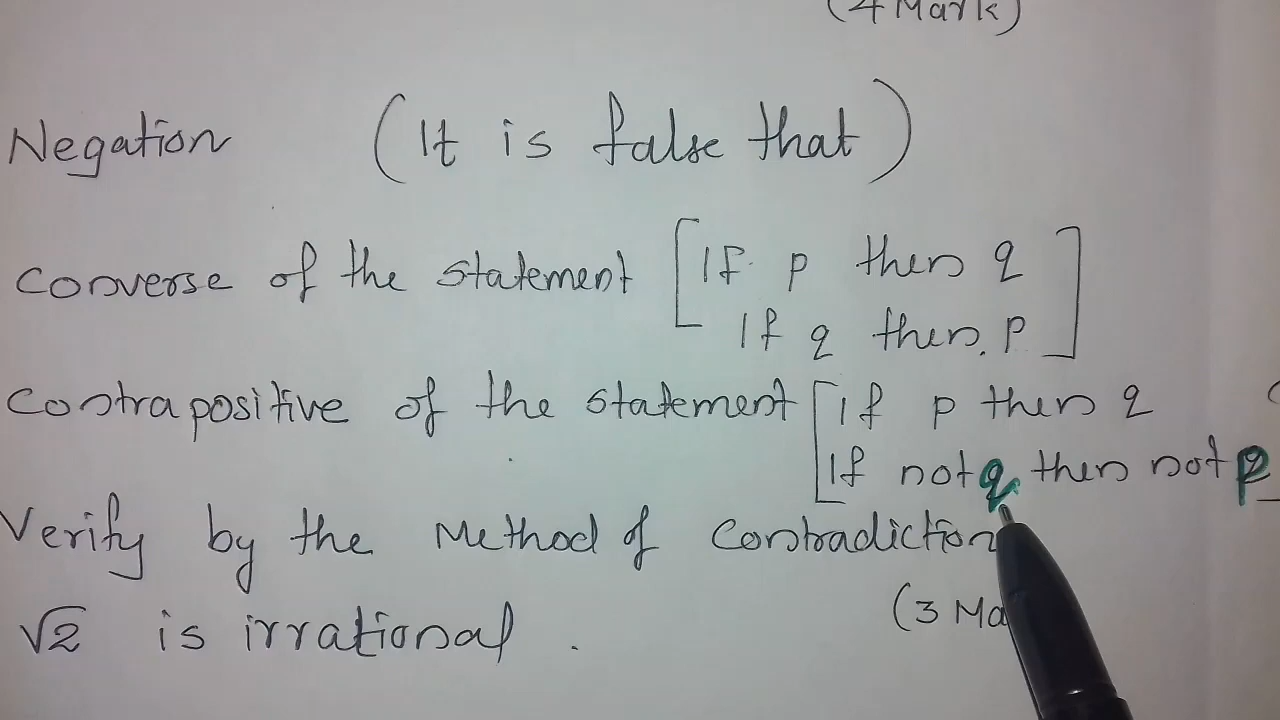 (4 Mark)
Negation (It is false that)
Converse of the statement [If p then q
If q then p]
Contrapositive of the statement [If p then q
If not q then not p
Verify by the Method of Contradiction
√2 is irrational. (3 Ma